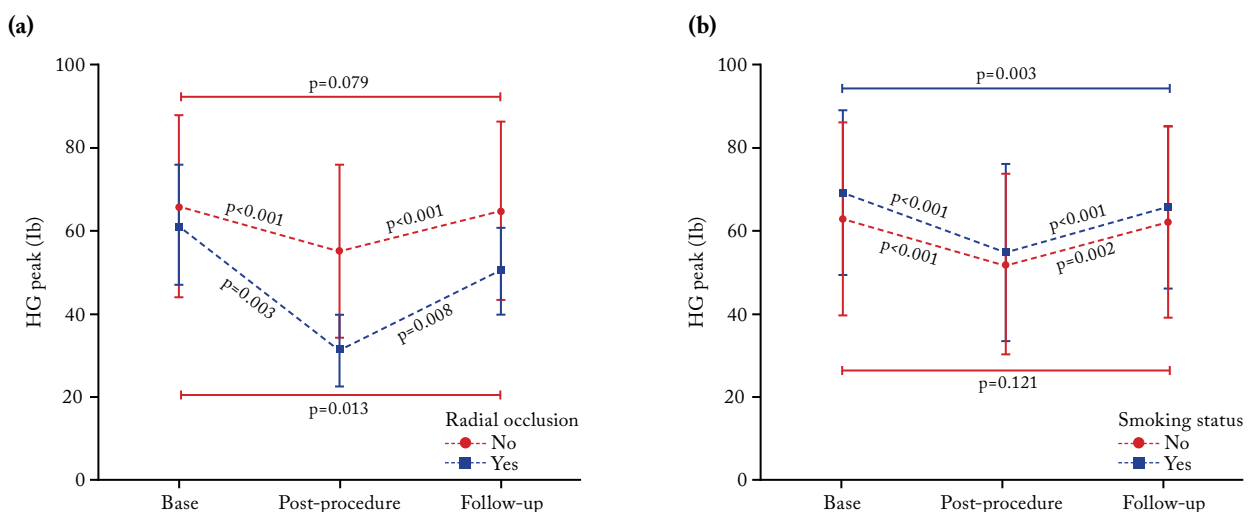 (a)
100
80
60
40
20
0
HG peak (Ib)
p=0.079
p<0.001
p<0.001
p=0.003
p=0.008
p=0.013
Radial occlusion
No
Yes
Base
Post-procedure
Follow-up
(b)
100
80
60
40
20
0
HG peak (Ib)
p=0.003
p<0.001
p<0.001
p<0.001
p=0.002
p=0.121
Smoking status
No
Yes
Base
Post-procedure
Follow-up